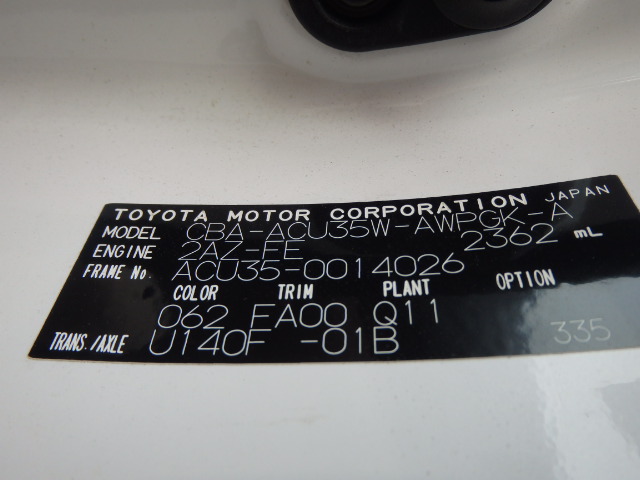 TOYOTA MOTOR CORPORATION JAPAN
MODEL CBA-ACU35W-AWPGK-A
ENGINE 2AZ-FE 2362 mL
FRAME No. ACU35-0014026
COLOR TRIM PLANT OPTION
062 FA00 Q11
TRANS./AXLE U140F -01B 335